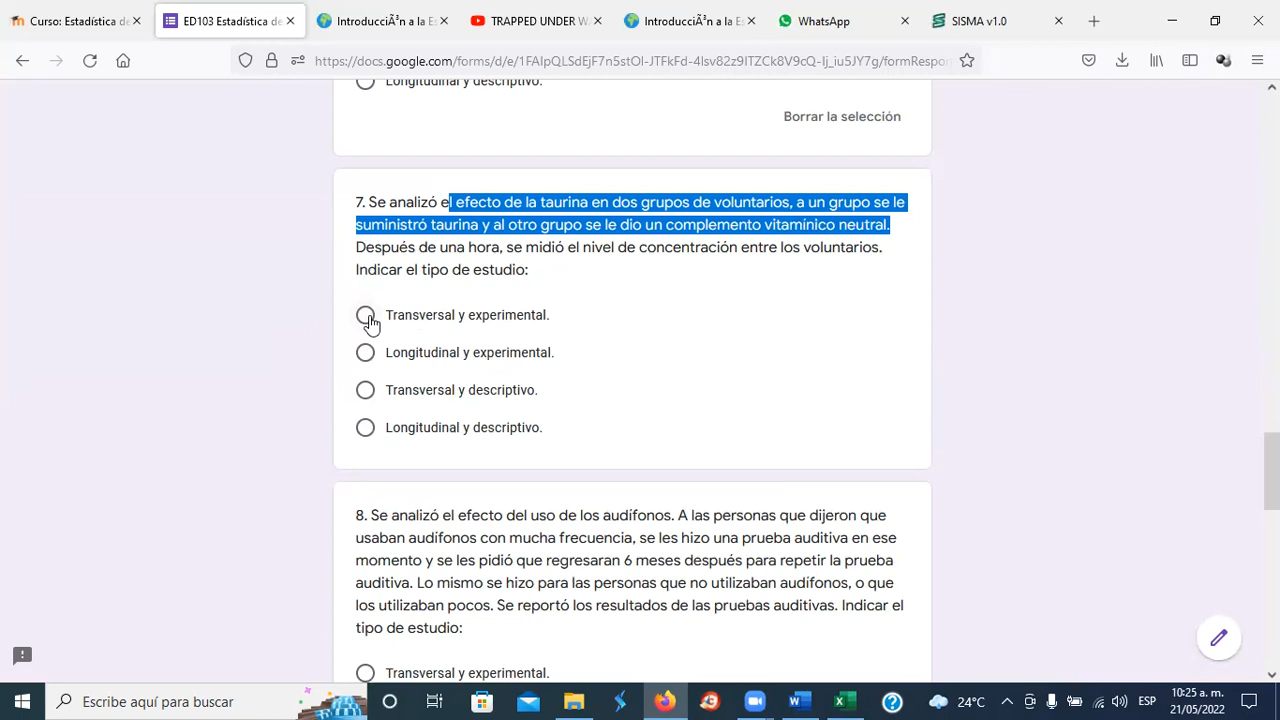 Curso: Estadística de
ED103 Estadística de
IntroducciÃ³n a la Es
TRAPPED UNDER W
IntroducciÃ³n a la Es
WhatsApp
SISMA v1.0
https://docs.google.com/forms/d/e/1FAIpQLSdEjF7n5stOl-JTFkFd-4lsv82z9ITZCk8V9cQ-Ij_iu5JY7g/formRespon
Longitudinal y descriptivo.
Borrar la selección
7. Se analizó el efecto de la taurina en dos grupos de voluntarios, a un grupo se le
suministró taurina y al otro grupo se le dio un complemento vitamínico neutral.
Después de una hora, se midió el nivel de concentración entre los voluntarios.
Indicar el tipo de estudio:
Transversal y experimental.
Longitudinal y experimental.
Transversal y descriptivo.
Longitudinal y descriptivo.
8. Se analizó el efecto del uso de los audífonos. A las personas que dijeron que
usaban audífonos con mucha frecuencia, se les hizo una prueba auditiva en ese
momento y se les pidió que regresaran 6 meses después para repetir la prueba
auditiva. Lo mismo se hizo para las personas que no utilizaban audífonos, o que
los utilizaban pocos. Se reportó los resultados de las pruebas auditivas. Indicar el
tipo de estudio:
Transversal y experimental.
Escribe aquí para buscar
24°C
ESP
10:25 a. m.
21/05/2022